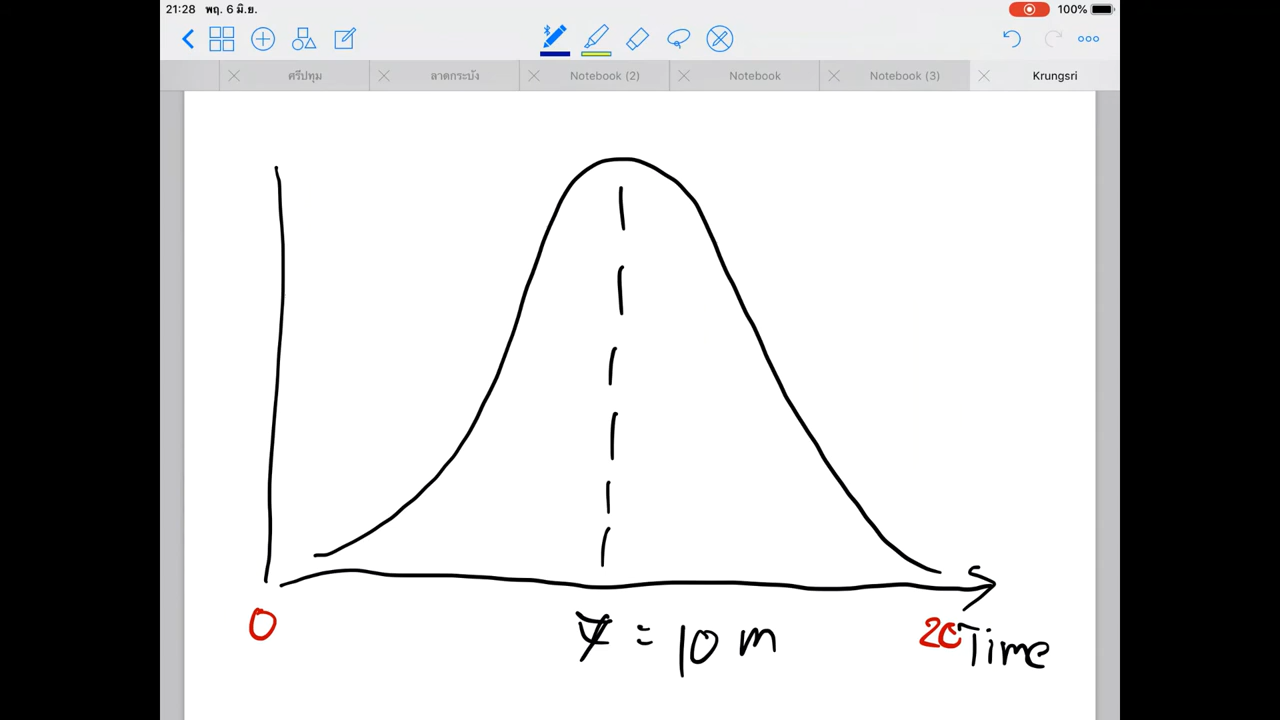 21:28 พฤ. 6 มิ.ย. 100%
ศรีปทุม ลาดกระบัง Notebook (2) Notebook Notebook (3) Krungsri
0 x̄ = 10 m 20 Time